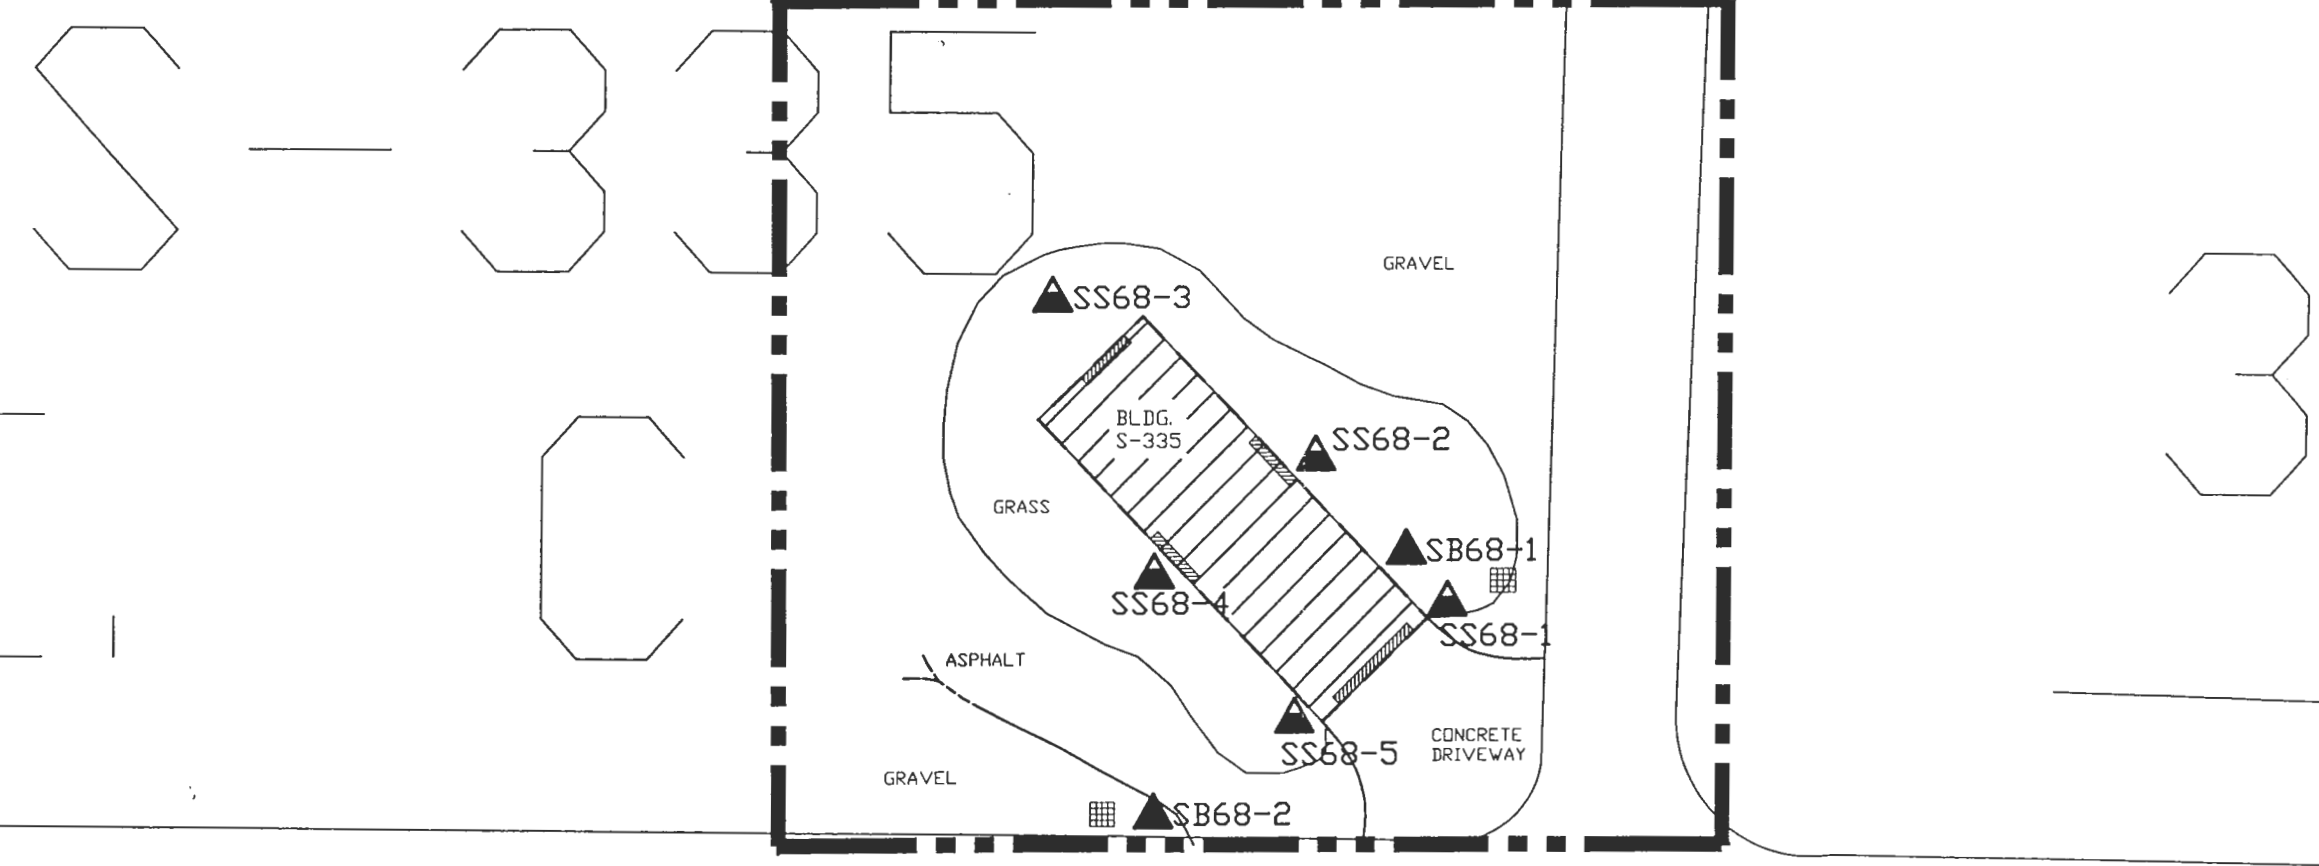 S-335
GRAVEL
SS68-3
3
BLDG.
S-335
SS68-2
C
GRASS
SB68-1
SS68-4
SS68-1
ASPHALT
CONCRETE
DRIVEWAY
SS68-5
GRAVEL
SB68-2